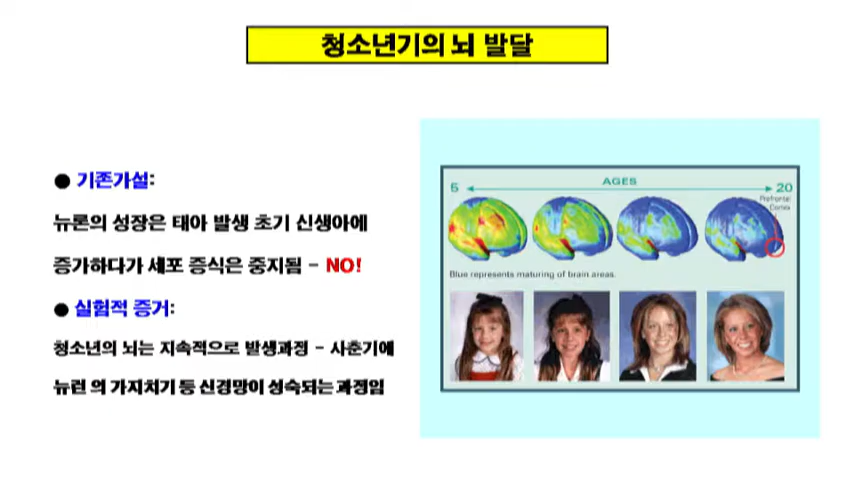 청소년기의 뇌 발달
● 기존가설:
뉴론의 성장은 태아 발생 초기 신생아에
증가하다가 세포 증식은 중지됨 - NO!
● 실험적 증거:
청소년의 뇌는 지속적으로 발생과정 - 사춘기에
뉴런 의 가지치기 등 신경망이 성숙되는 과정임
AGES
5 20
Prefrontal
Cortex
Blue represents maturing of brain areas.